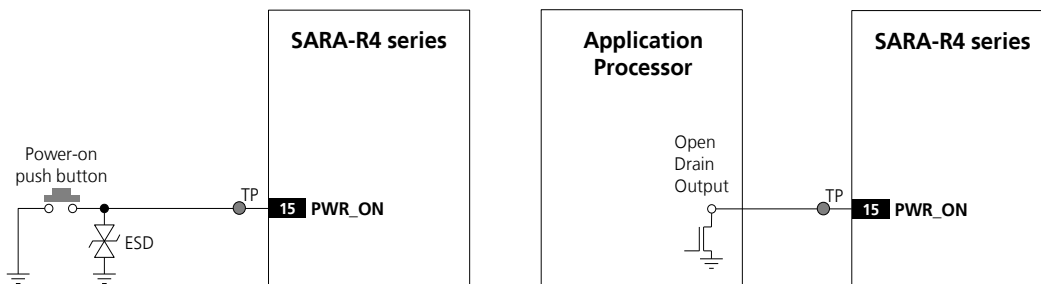 SARA-R4 series
Power-on
push button
TP
15 PWR_ON
ESD
Application
Processor
Open
Drain
Output
SARA-R4 series
TP
15 PWR_ON